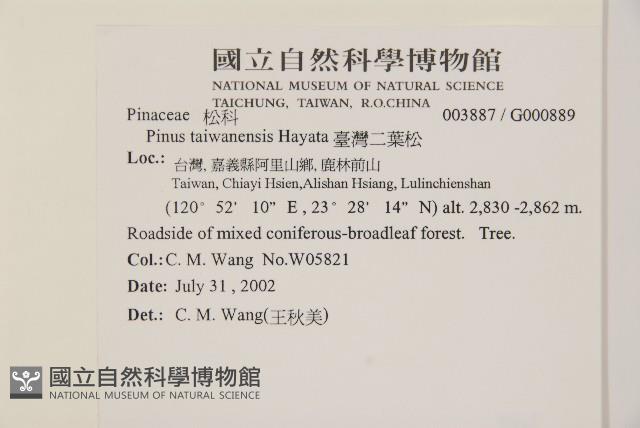 國立自然科學博物館
NATIONAL MUSEUM OF NATURAL SCIENCE
TAICHUNG, TAIWAN, R.O.CHINA
Pinaceae 松科 003887 / G000889
Pinus taiwanensis Hayata 臺灣二葉松
Loc.: 台灣, 嘉義縣阿里山鄉, 鹿林前山
Taiwan, Chiayi Hsien,Alishan Hsiang, Lulinchienshan
(120° 52' 10" E , 23° 28' 14" N) alt. 2,830 -2,862 m.
Roadside of mixed coniferous-broadleaf forest. Tree.
Col.: C. M. Wang No.W05821
Date: July 31 , 2002
Det.: C. M. Wang(王秋美)
國立自然科學博物館
NATIONAL MUSEUM OF NATURAL SCIENCE